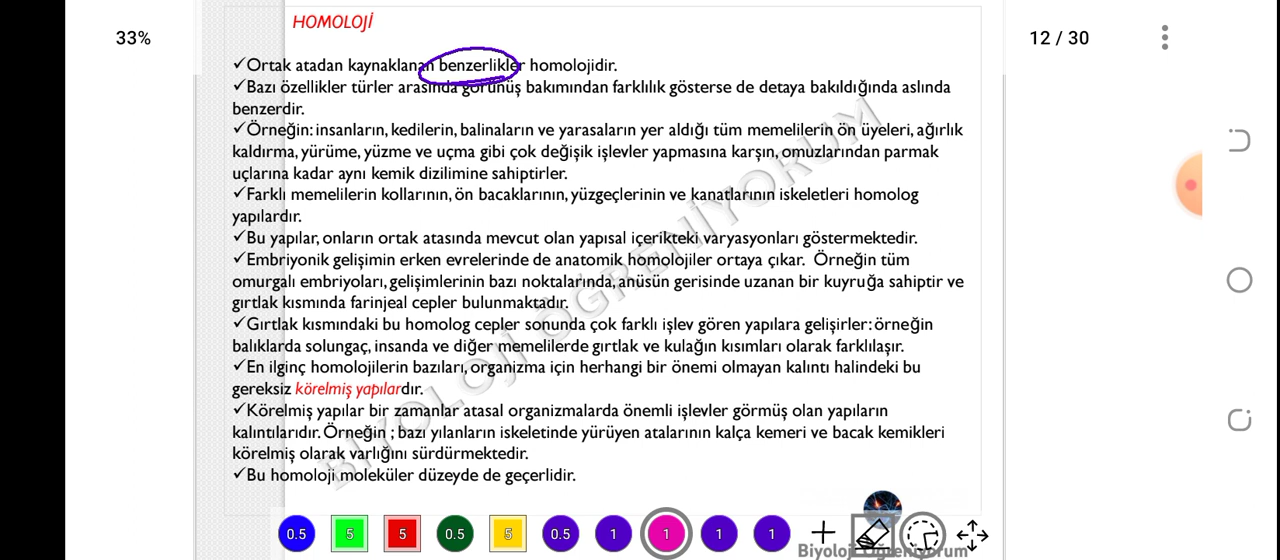 HOMOLOJİ
33%
12 / 30
✓Ortak atadan kaynaklanan benzerlikler homolojidir.
✓Bazı özellikler türler arasında görünüş bakımından farklılık gösterse de detaya bakıldığında aslında
benzerdir.
✓Örneğin: insanların, kedilerin, balinaların ve yarasaların yer aldığı tüm memelilerin ön üyeleri, ağırlık
kaldırma, yürüme, yüzme ve uçma gibi çok değişik işlevler yapmasına karşın, omuzlarından parmak
uçlarına kadar aynı kemik dizilimine sahiptirler.
✓Farklı memelilerin kollarının, ön bacaklarının, yüzgeçlerinin ve kanatlarının iskeletleri homolog
yapılardır.
✓Bu yapılar, onların ortak atasında mevcut olan yapısal içerikteki varyasyonları göstermektedir.
✓Embriyonik gelişimin erken evrelerinde de anatomik homolojiler ortaya çıkar. Örneğin tüm
omurgalı embriyoları, gelişimlerinin bazı noktalarında, anüsün gerisinde uzanan bir kuyruğa sahiptir ve
gırtlak kısmında farinjeal cepler bulunmaktadır.
✓Gırtlak kısmındaki bu homolog cepler sonunda çok farklı işlev gören yapılara gelişirler: örneğin
balıklarda solungaç, insanda ve diğer memelilerde gırtlak ve kulağın kısımları olarak farklılaşır.
✓En ilginç homolojilerin bazıları, organizma için herhangi bir önemi olmayan kalıntı halindeki bu
gereksiz körelmiş yapılardır.
✓Körelmiş yapılar bir zamanlar atasal organizmalarda önemli işlevler görmüş olan yapıların
kalıntılarıdır. Örneğin ; bazı yılanların iskeletinde yürüyen atalarının kalça kemeri ve bacak kemikleri
körelmiş olarak varlığını sürdürmektedir.
✓Bu homoloji moleküler düzeyde de geçerlidir.
BİYOLOJİ ÖĞRENİYORUM
0.5 5 5 0.5 5 0.5 1 1 1 1
Biyoloji Öğreniyorum